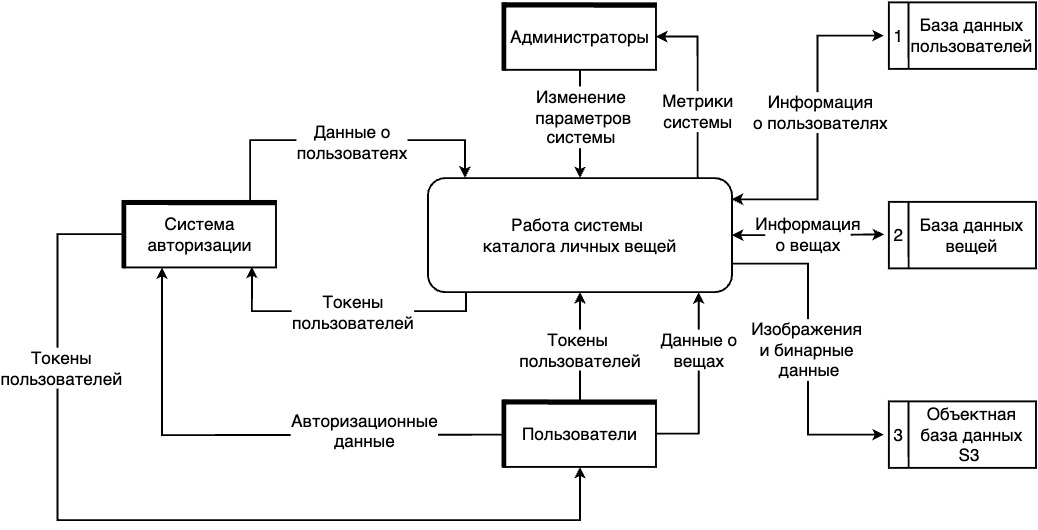 Администраторы
1
База данных
пользователей
Изменение
параметров
системы
Метрики
системы
Информация
о пользователях
Данные о
пользоватеях
Система
авторизации
Работа системы
каталога личных вещей
Информация
о вещах
2
База данных
вещей
Токены
пользователей
Токены
пользователей
Токены
пользователей
Данные о
вещах
Изображения
и бинарные
данные
Авторизационные
данные
Пользователи
3
Объектная
база данных
S3